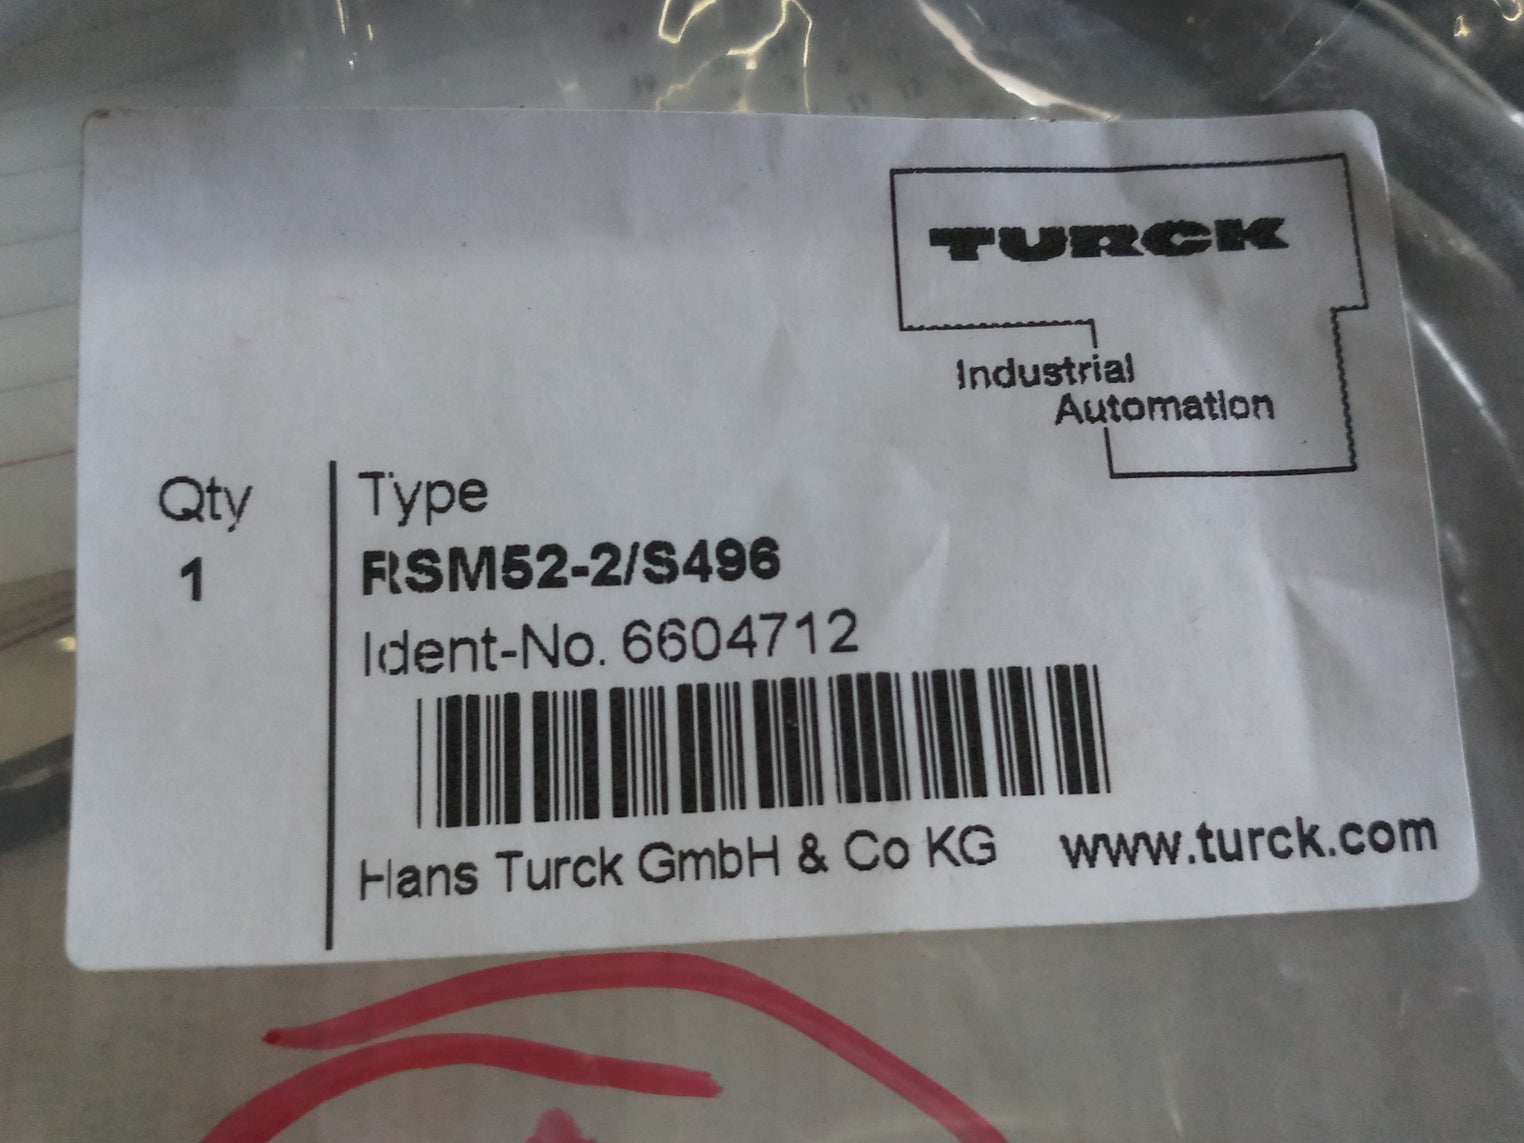 TURCK
Industrial
Automation
Qty
1
Type
RSM52-2/S496
Ident-No. 6604712
Hans Turck GmbH & Co KG www.turck.com